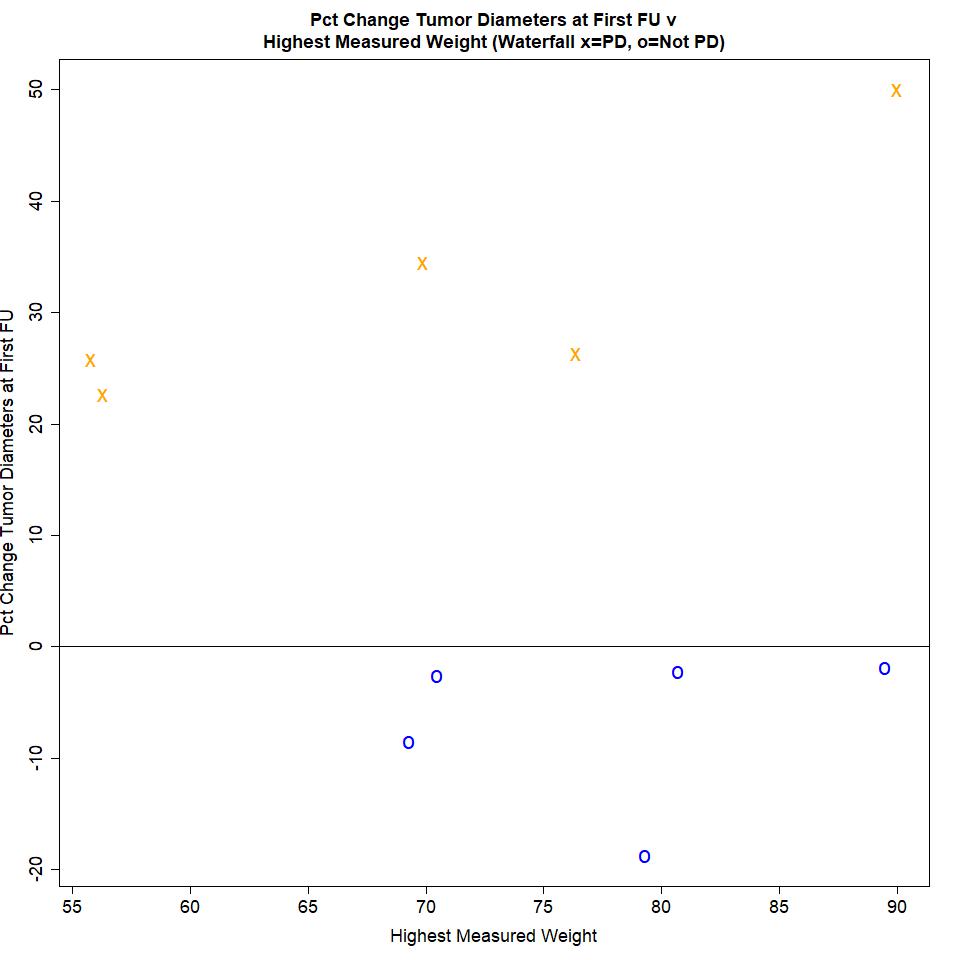 Pct Change Tumor Diameters at First FU v
Highest Measured Weight (Waterfall x=PD, o=Not PD)
Pct Change Tumor Diameters at First FU
50
40
30
20
10
0
-10
-20
X
X
X
X
X
O
O
O
O
O
55 60 65 70 75 80 85 90
Highest Measured Weight